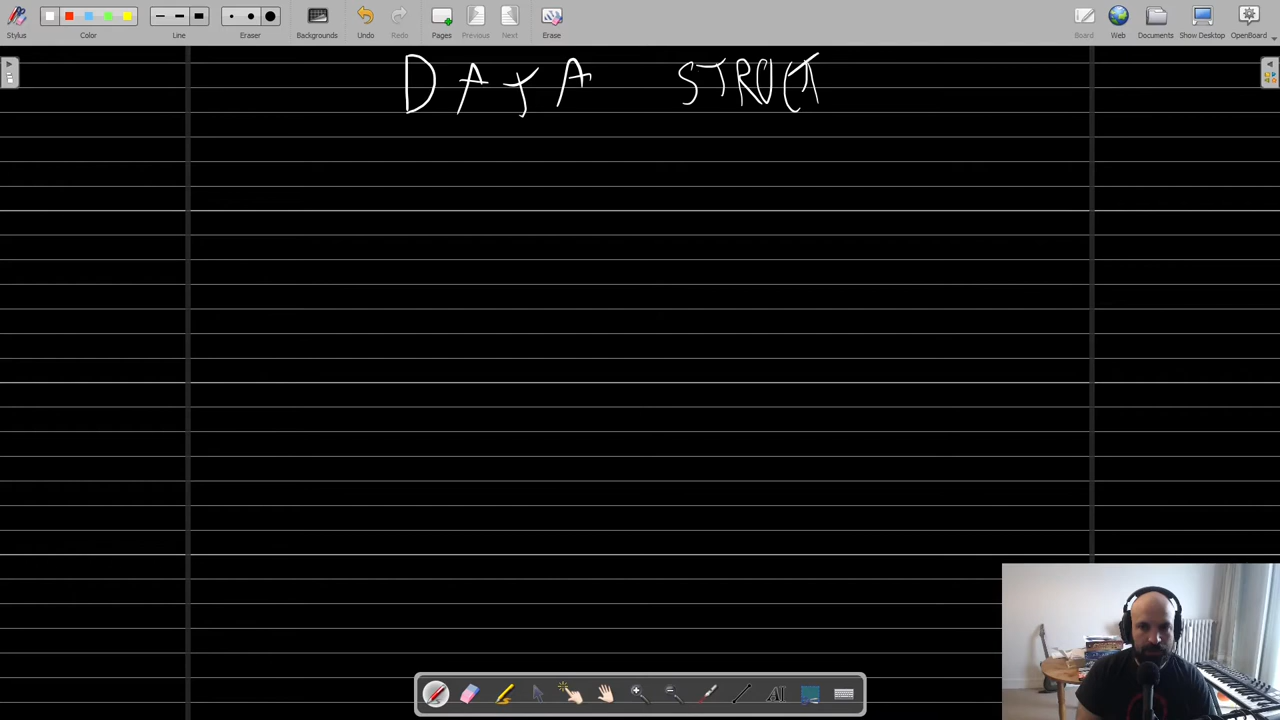 Stylus Color Line Eraser Backgrounds Undo Redo Pages Previous Next Erase Board Web Documents Show Desktop OpenBoard
DATA STRUCT
AI